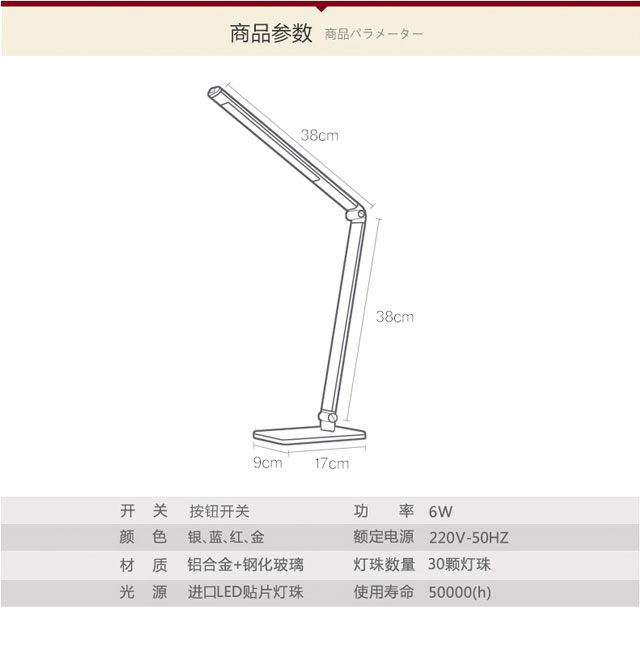 商品参数 商品パラメーター
38cm
38cm
9cm 17cm
开 关 按钮开关 功 率 6W
颜 色 银、蓝、红、金 额定电源 220V-50HZ
材 质 铝合金+钢化玻璃 灯珠数量 30颗灯珠
光 源 进口LED贴片灯珠 使用寿命 50000(h)